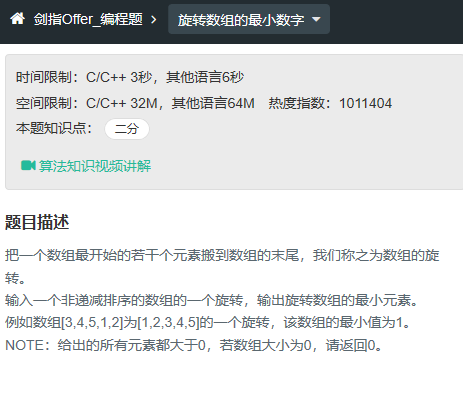 剑指Offer_编程题 > 旋转数组的最小数字
时间限制：C/C++ 3秒，其他语言6秒
空间限制：C/C++ 32M，其他语言64M 热度指数：1011404
本题知识点： 二分
算法知识视频讲解
题目描述
把一个数组最开始的若干个元素搬到数组的末尾，我们称之为数组的旋
转。
输入一个非递减排序的数组的一个旋转，输出旋转数组的最小元素。
例如数组[3,4,5,1,2]为[1,2,3,4,5]的一个旋转，该数组的最小值为1。
NOTE：给出的所有元素都大于0，若数组大小为0，请返回0。